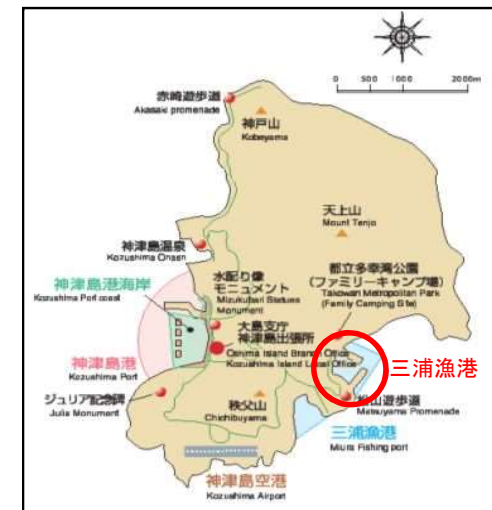 0 500 1000 2000m
赤崎遊歩道
Akasaki promenade
神戸山
Kobeyama
天上山
Mount Tenjo
神津島温泉
Kozushima Onsen
水配り像
モニュメント
Mizukubari Statues
Monument
都立多幸湾公園
(ファミリーキャンプ場)
Takowan Metropolitan Park
(Family Camping Site)
神津島港海岸
Kozushima Port coast
大島支庁
神津島出張所
Oshima Island Branch Office
Kozushima Island Local Office
神津島港
Kozushima Port
三浦漁港
ジュリア記念碑
Julia Monument
秩父山
Chichibuyama
松山遊歩道
Matsuyama Promenade
三浦漁港
Miura Fishing port
神津島空港
Kozushima Airport